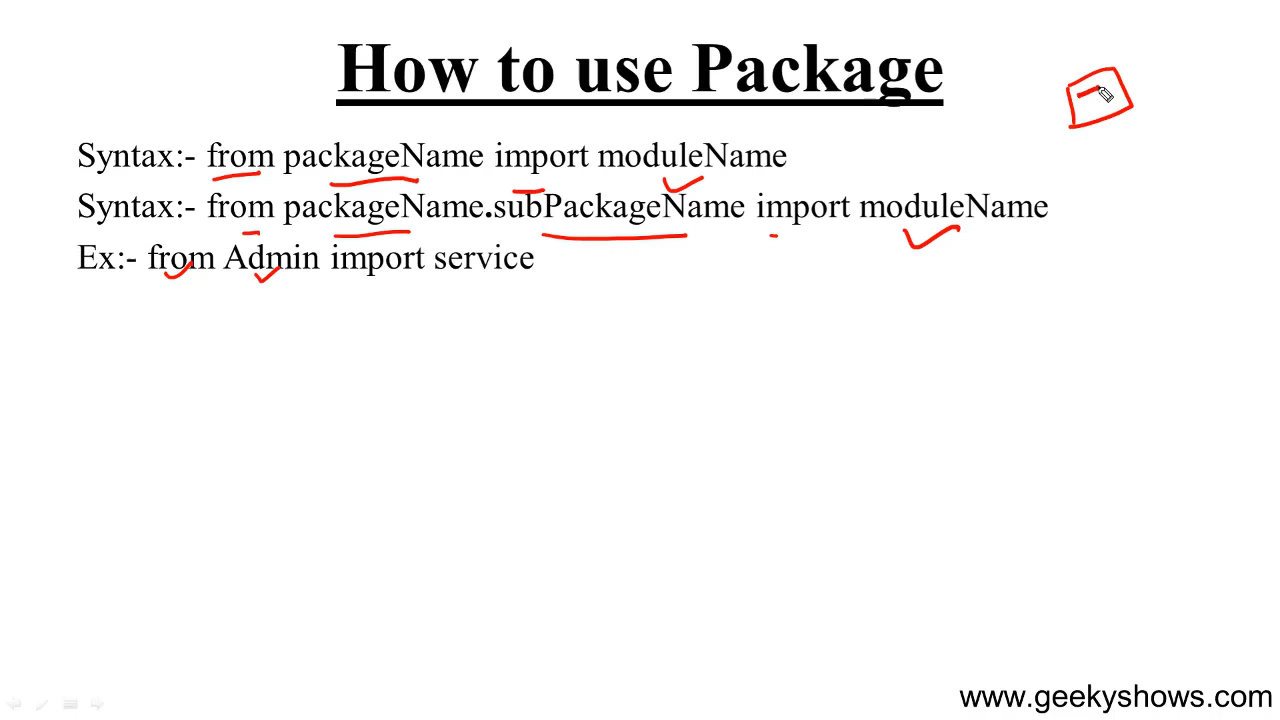 How to use Package
Syntax:- from packageName import moduleName
Syntax:- from packageName.subPackageName import moduleName
Ex:- from Admin import service
www.geekyshows.com